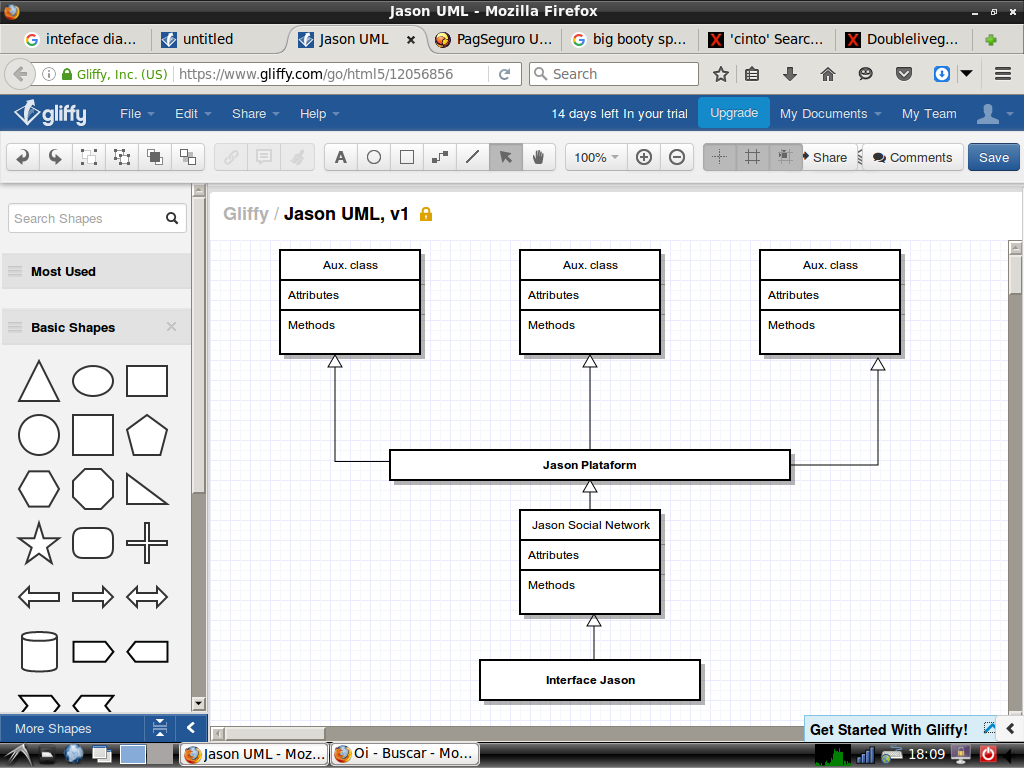 Jason UML - Mozilla Firefox
inteface dia...
untitled
Jason UML
PagSeguro U...
big booty sp...
'cinto' Searc...
Doubleliveg...
Gliffy, Inc. (US)
https://www.gliffy.com/go/html5/12056856
Search
gliffy
File
Edit
Share
Help
14 days left In your trial
Upgrade
My Documents
My Team
A
100%
Share
Comments
Save
Search Shapes
Gliffy / Jason UML, v1
Most Used
Basic Shapes
Aux. class
Attributes
Methods
Aux. class
Attributes
Methods
Aux. class
Attributes
Methods
Jason Plataform
Jason Social Network
Attributes
Methods
Interface Jason
More Shapes
Get Started With Gliffy!
Jason UML - Moz...
Oi - Buscar - Mo...
18:09